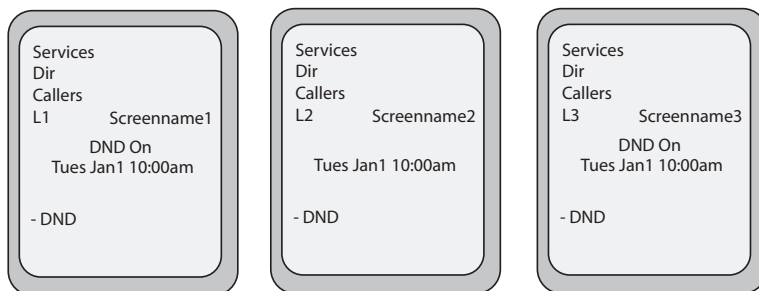 Services
Dir
Callers
L1 Screenname1
DND On
Tues Jan1 10:00am
- DND
Services
Dir
Callers
L2 Screenname2
Tues Jan1 10:00am
- DND
Services
Dir
Callers
L3 Screenname3
DND On
Tues Jan1 10:00am
- DND